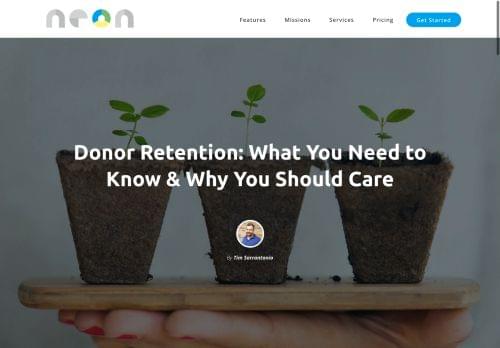 neon
Features Missions Services Pricing Get Started
Donor Retention: What You Need to
Know & Why You Should Care
By Tim Sarrantonio